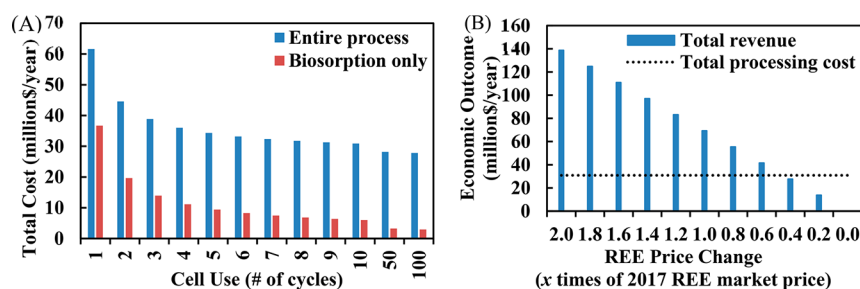 (A)
70
60
50
40
30
20
10
0
Total Cost (million$/year)
Entire process
Biosorption only
1 2 3 4 5 6 7 8 9 10 50 100
Cell Use (# of cycles)
(B)
160
140
120
100
80
60
40
20
0
Economic Outcome
(million$/year)
Total revenue
Total processing cost
2.0 1.8 1.6 1.4 1.2 1.0 0.8 0.6 0.4 0.2 0.0
REE Price Change
(x times of 2017 REE market price)